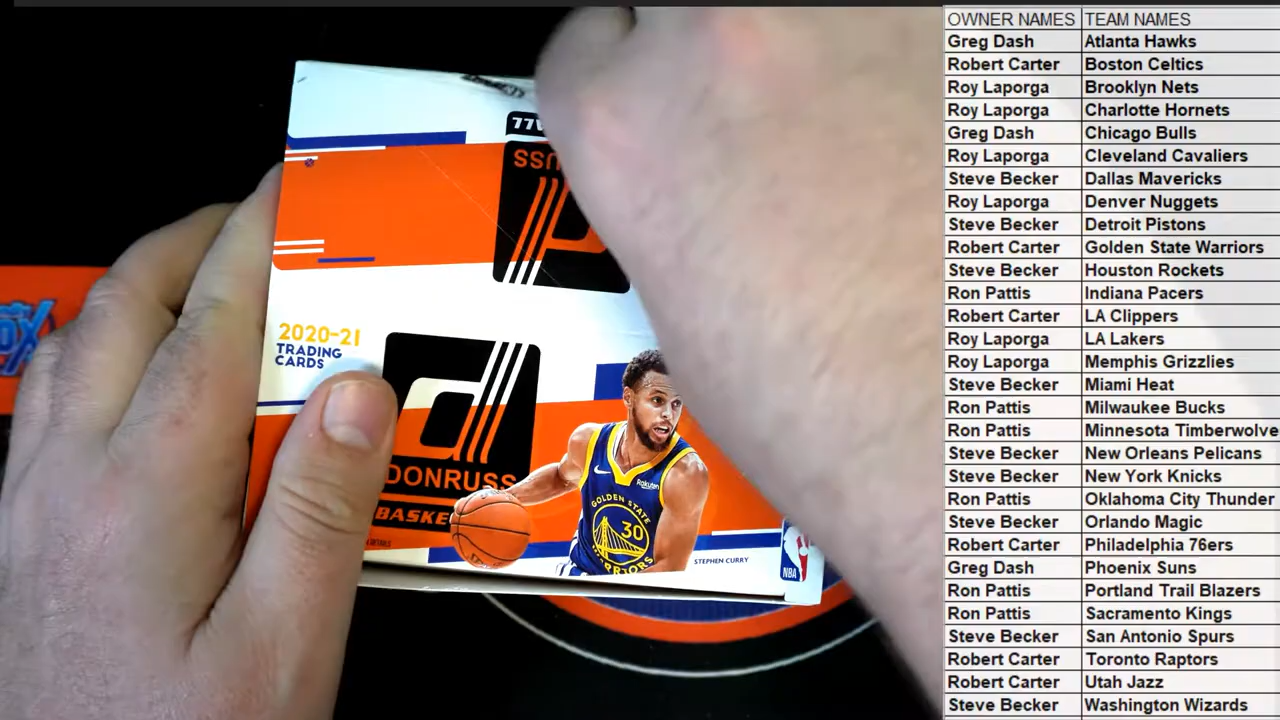 2020-21
TRADING
CARDS
DONRUSS
GOLDEN STATE
30
WARRIORS
Rakuten
STEPHEN CURRY
NBA
OWNER NAMES TEAM NAMES
Greg Dash Atlanta Hawks
Robert Carter Boston Celtics
Roy Laporga Brooklyn Nets
Roy Laporga Charlotte Hornets
Greg Dash Chicago Bulls
Roy Laporga Cleveland Cavaliers
Steve Becker Dallas Mavericks
Roy Laporga Denver Nuggets
Steve Becker Detroit Pistons
Robert Carter Golden State Warriors
Steve Becker Houston Rockets
Ron Pattis Indiana Pacers
Robert Carter LA Clippers
Roy Laporga LA Lakers
Roy Laporga Memphis Grizzlies
Steve Becker Miami Heat
Ron Pattis Milwaukee Bucks
Ron Pattis Minnesota Timberwolve
Steve Becker New Orleans Pelicans
Steve Becker New York Knicks
Ron Pattis Oklahoma City Thunder
Steve Becker Orlando Magic
Robert Carter Philadelphia 76ers
Greg Dash Phoenix Suns
Ron Pattis Portland Trail Blazers
Ron Pattis Sacramento Kings
Steve Becker San Antonio Spurs
Robert Carter Toronto Raptors
Robert Carter Utah Jazz
Steve Becker Washington Wizards